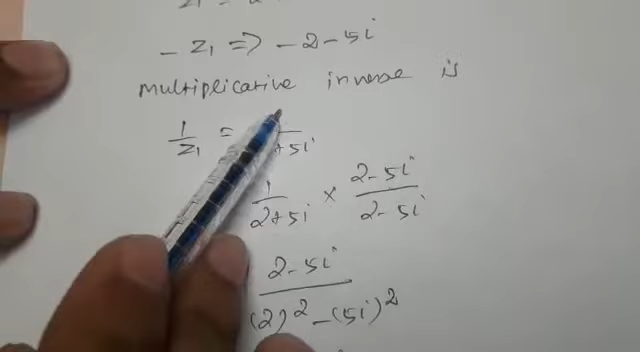 - z₁ => -2-5i
multiplicative inverse is
1/z₁ = +5i
1/(2+5i) × (2-5i)/(2-5i)
(2-5i)/((2)² - (5i)²)